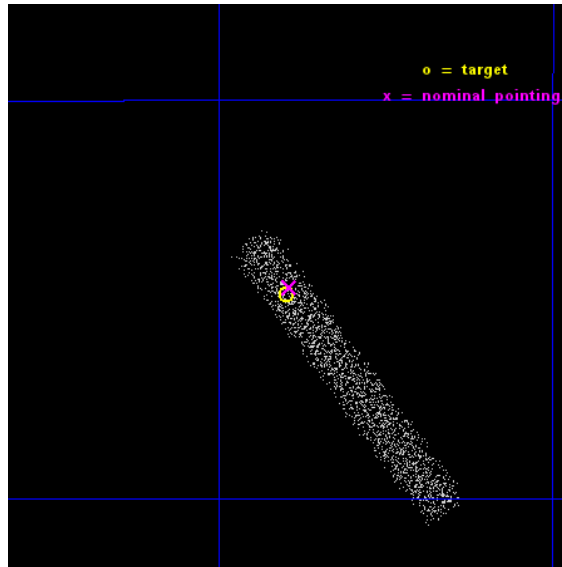 o = target
x = nominal pointing